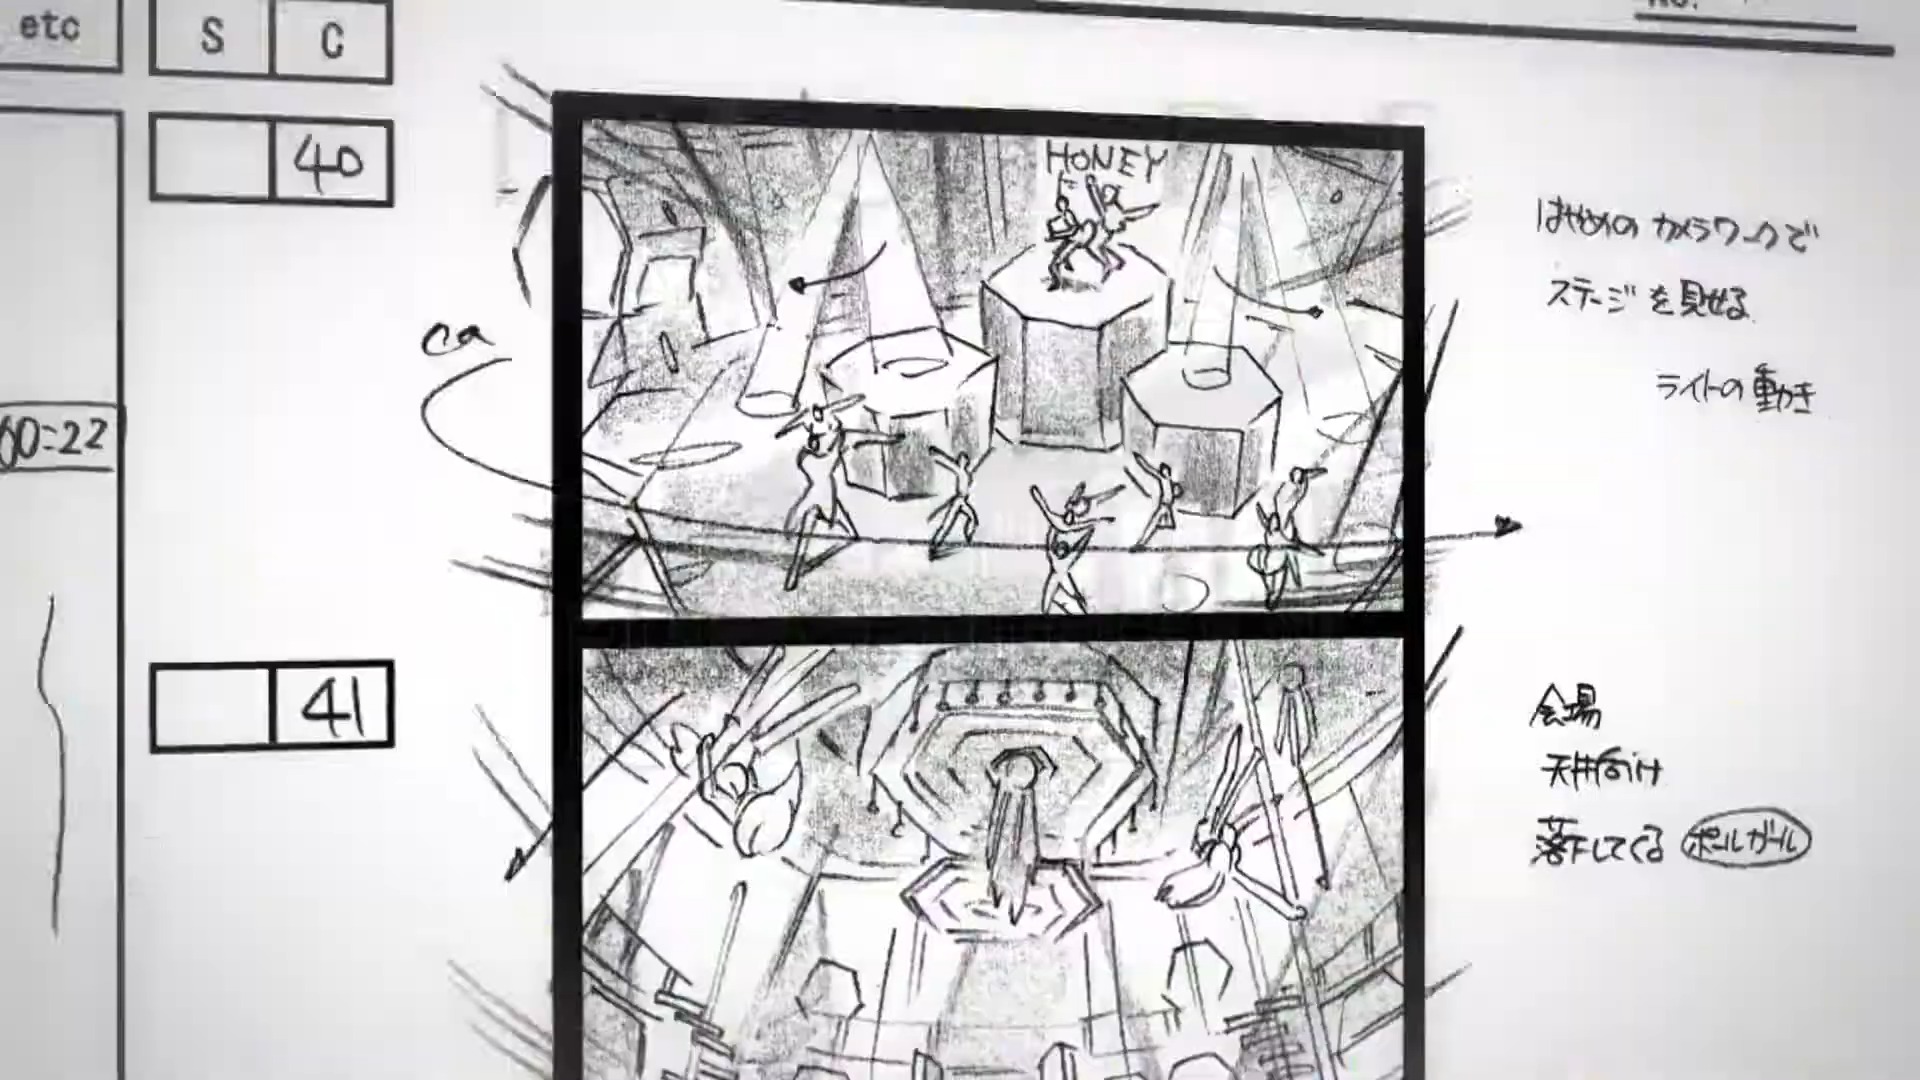 etc
S
C
40
HONEY
はやめの カメラワークで
ステージ を 見せる
ライトの 動き
ca
60:22
41
会場
天井向け
落下してくる ポールガール